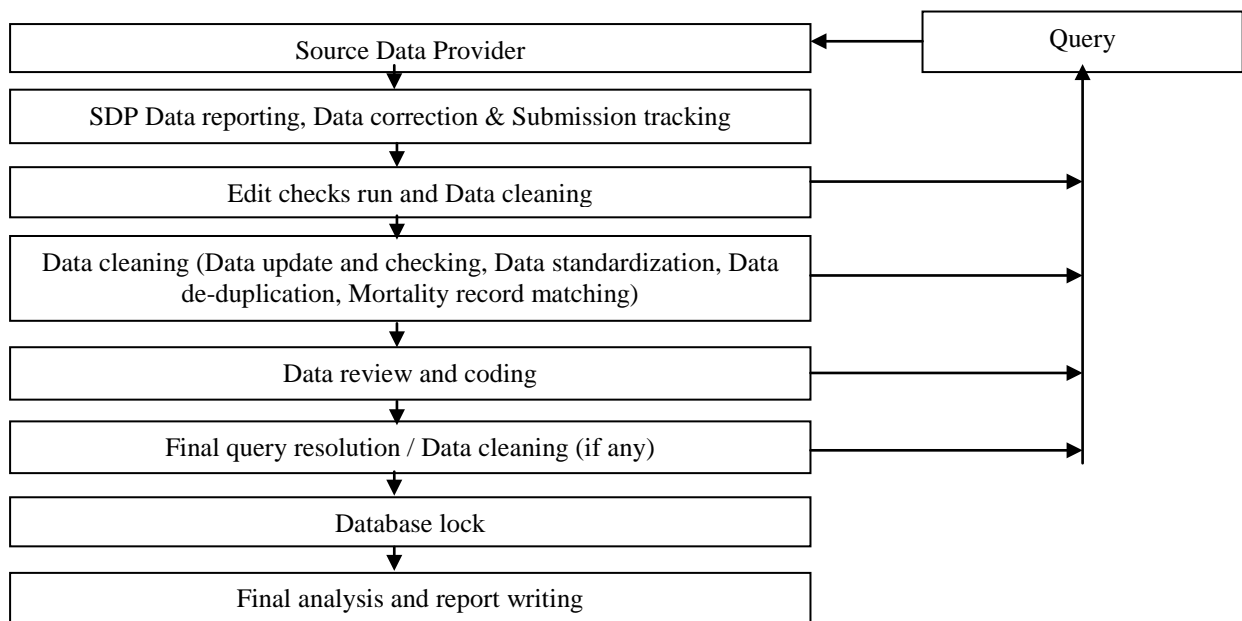 Source Data Provider
Query
SDP Data reporting, Data correction & Submission tracking
Edit checks run and Data cleaning
Data cleaning (Data update and checking, Data standardization, Data
de-duplication, Mortality record matching)
Data review and coding
Final query resolution / Data cleaning (if any)
Database lock
Final analysis and report writing